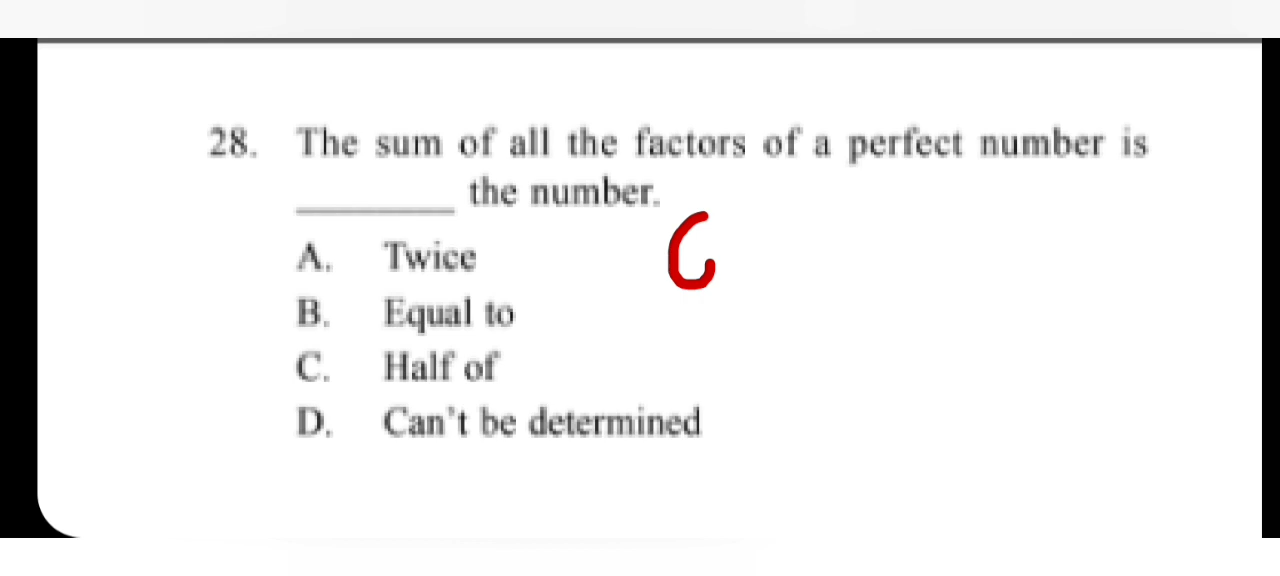 28. The sum of all the factors of a perfect number is
________ the number.
A. Twice
B. Equal to
C. Half of
D. Can't be determined